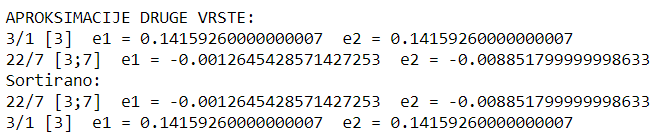 APROKSIMACIJE DRUGE VRSTE:
3/1 [3]  e1 = 0.14159260000000007  e2 = 0.14159260000000007
22/7 [3;7]  e1 = -0.0012645428571427253  e2 = -0.008851799999998633
Sortirano:
22/7 [3;7]  e1 = -0.0012645428571427253  e2 = -0.008851799999998633
3/1 [3]  e1 = 0.14159260000000007  e2 = 0.14159260000000007